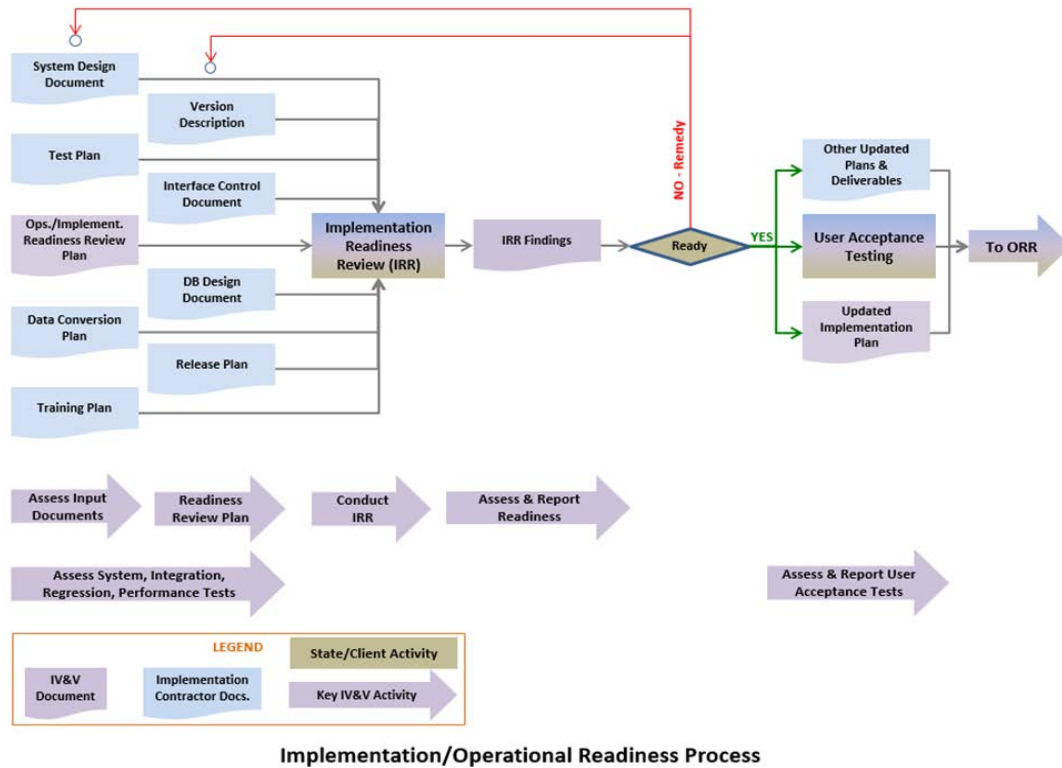 System Design
Document
Version
Description
Test Plan
Interface Control
Document
Ops./Implement.
Readiness Review
Plan
Implementation
Readiness
Review (IRR)
IRR Findings
NO - Remedy
Ready
YES
Other Updated
Plans &
Deliverables
User Acceptance
Testing
To ORR
Updated
Implementation
Plan
DB Design
Document
Data Conversion
Plan
Release Plan
Training Plan
Assess Input
Documents
Readiness
Review Plan
Conduct
IRR
Assess & Report
Readiness
Assess System, Integration,
Regression, Performance Tests
Assess & Report User
Acceptance Tests
LEGEND
State/Client Activity
IV&V
Document
Implementation
Contractor Docs.
Key IV&V Activity
Implementation/Operational Readiness Process